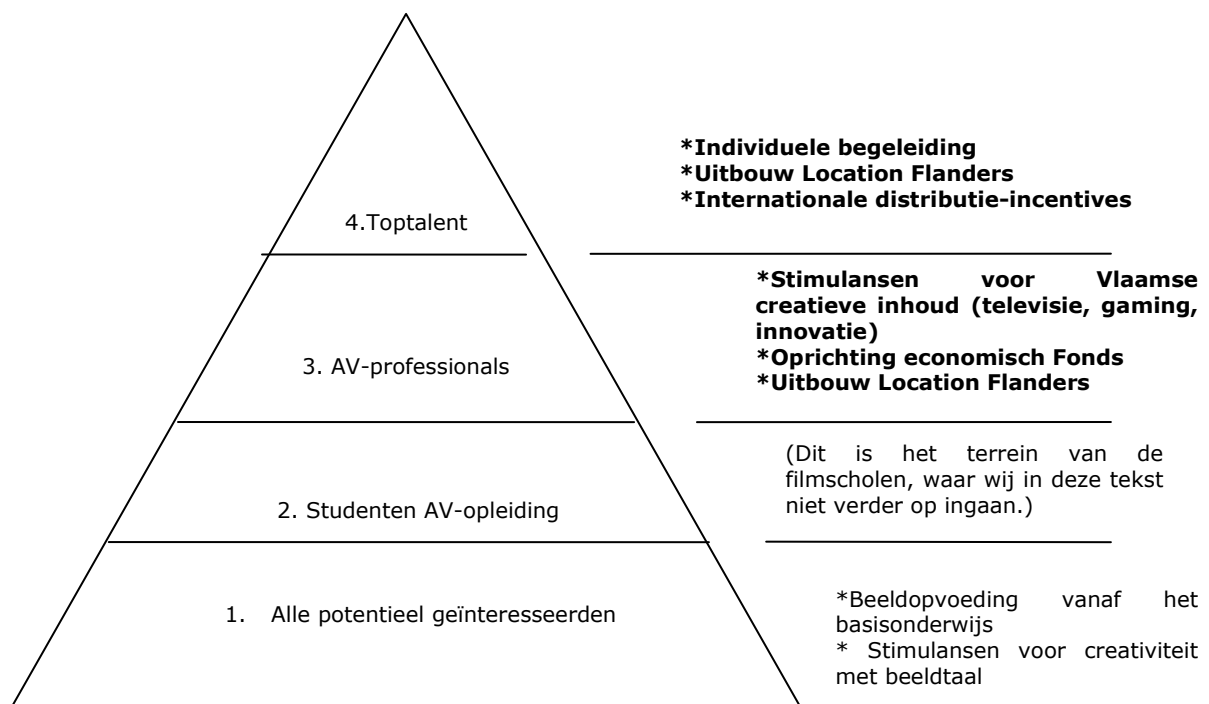 *Individuele begeleiding
*Uitbouw Location Flanders
*Internationale distributie-incentives
4.Toptalent
*Stimulansen voor Vlaamse
creatieve inhoud (televisie, gaming,
innovatie)
*Oprichting economisch Fonds
*Uitbouw Location Flanders
3. AV-professionals
(Dit is het terrein van de
filmscholen, waar wij in deze tekst
niet verder op ingaan.)
2. Studenten AV-opleiding
*Beeldopvoeding vanaf het
basisonderwijs
* Stimulansen voor creativiteit
met beeldtaal
1. Alle potentieel geïnteresseerden